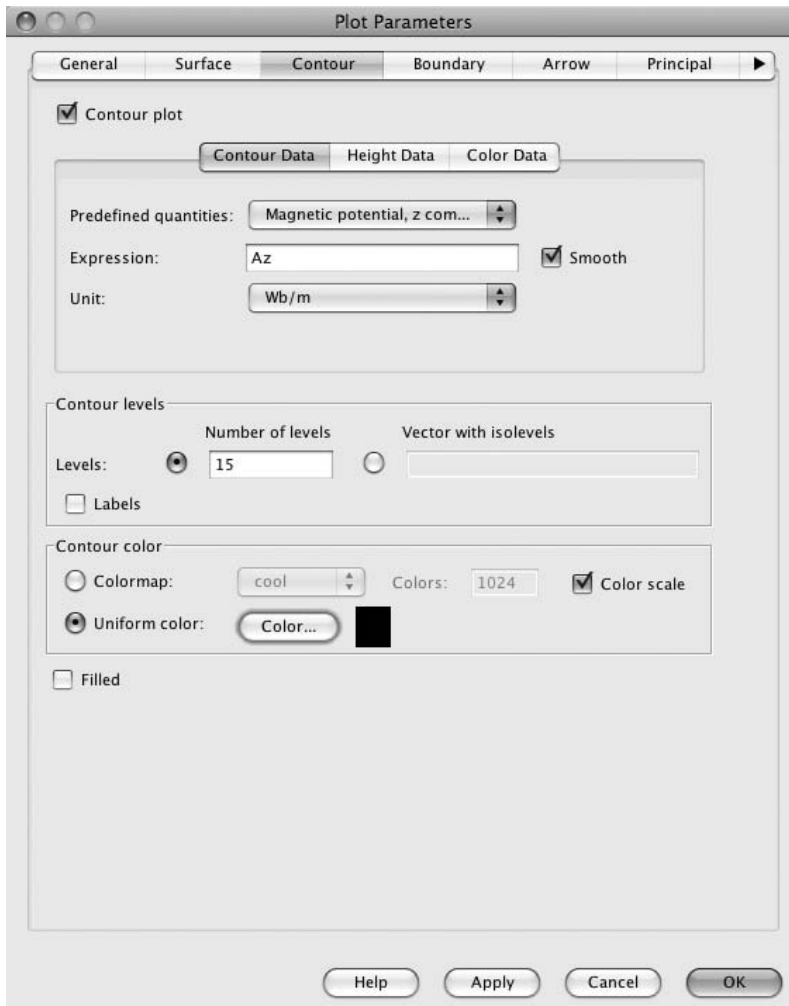 Plot Parameters
General Surface Contour Boundary Arrow Principal
Contour plot
Contour Data Height Data Color Data
Predefined quantities: Magnetic potential, z com...
Expression: Az Smooth
Unit: Wb/m
Contour levels
Number of levels Vector with isolevels
Levels: 15
Labels
Contour color
Colormap: cool Colors: 1024 Color scale
Uniform color: Color...
Filled
Help Apply Cancel OK